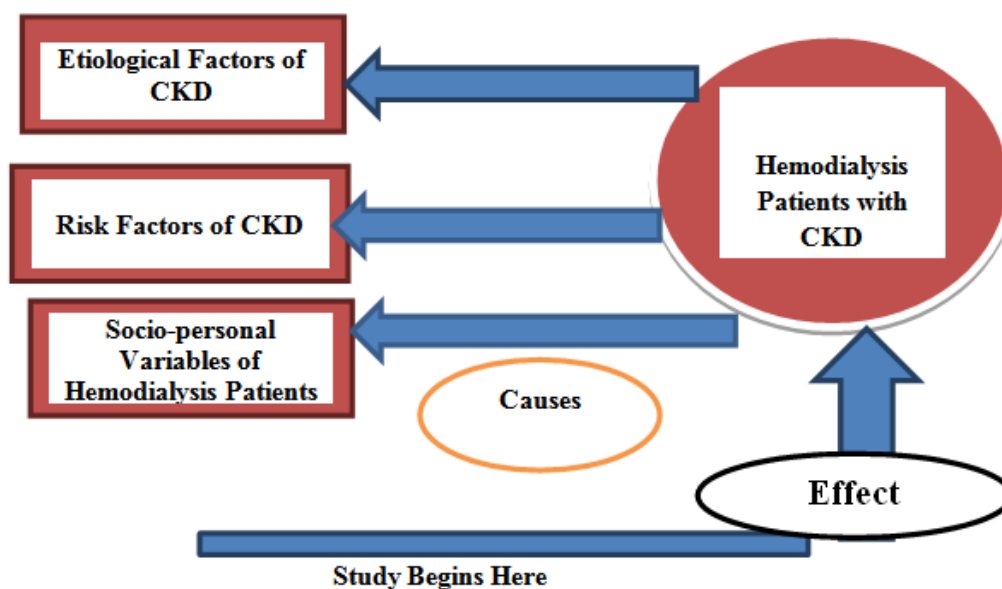 Etiological Factors of
CKD
Risk Factors of CKD
Socio-personal
Variables of
Hemodialysis Patients
Hemodialysis
Patients with
CKD
Causes
Effect
Study Begins Here